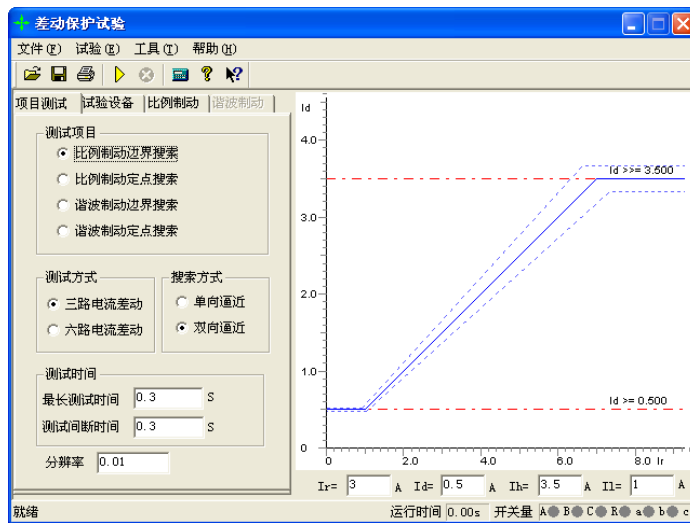 差动保护试验
文件(F) 试验(E) 工具(T) 帮助(H)
项目测试 试验设备 比例制动 谐波制动
测试项目
比例制动边界搜索
比例制动定点搜索
谐波制动边界搜索
谐波制动定点搜索
测试方式
三路电流差动
六路电流差动
搜索方式
单向逼近
双向逼近
测试时间
最长测试时间 0.3 S
测试间断时间 0.3 S
分辨率 0.01
Id
4.0
3.0
2.0
1.0
0
Id >>= 3.500
Id >= 0.500
0 2.0 4.0 6.0 8.0 Ir
Ir= 3 A Id= 0.5 A Ih= 3.5 A Il= 1 A
就绪 运行时间 0.00s 开关量 A B C R a b c